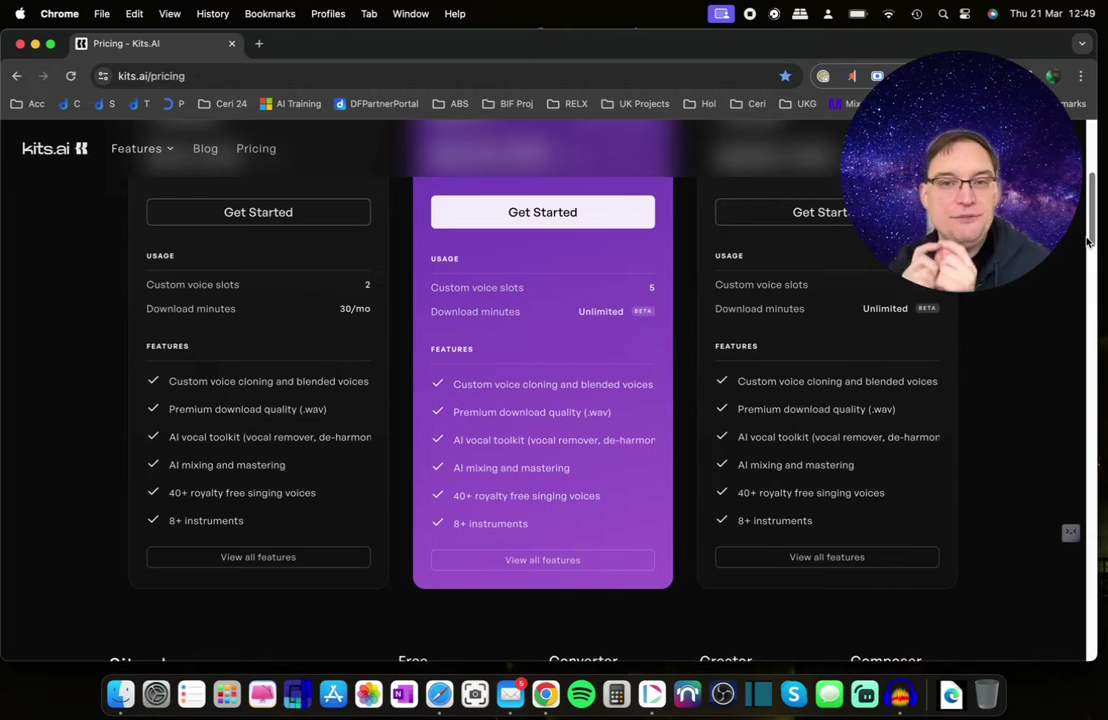 Chrome File Edit View History Bookmarks Profiles Tab Window Help Thu 21 Mar 12:49
Pricing - Kits.AI
kits.ai/pricing
Acc C S T P Ceri 24 AI Training DFPartnerPortal ABS BIF Proj RELX UK Projects Hol Ceri UKG
kits.ai Features Blog Pricing
Get Started
USAGE
Custom voice slots 2
Download minutes 30/mo
FEATURES
Custom voice cloning and blended voices
Premium download quality (.wav)
AI vocal toolkit (vocal remover, de-harmon
AI mixing and mastering
40+ royalty free singing voices
8+ instruments
View all features
Get Started
USAGE
Custom voice slots 5
Download minutes Unlimited BETA
FEATURES
Custom voice cloning and blended voices
Premium download quality (.wav)
AI vocal toolkit (vocal remover, de-harmon
AI mixing and mastering
40+ royalty free singing voices
8+ instruments
View all features
Get Start
USAGE
Custom voice slots
Download minutes Unlimited BETA
FEATURES
Custom voice cloning and blended voices
Premium download quality (.wav)
AI vocal toolkit (vocal remover, de-harmon
AI mixing and mastering
40+ royalty free singing voices
8+ instruments
View all features
Free Converter Creator Composer
5